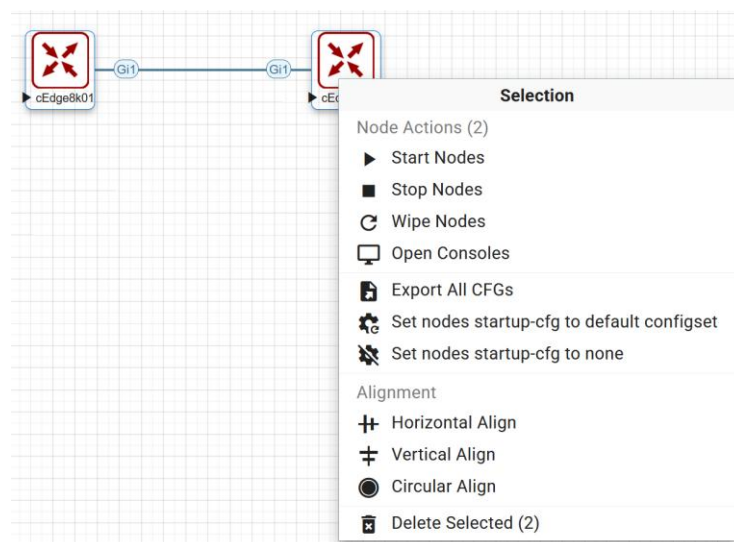 Gi1
Gi1
cEdge8k01
Selection
Node Actions (2)
Start Nodes
Stop Nodes
Wipe Nodes
Open Consoles
Export All CFGs
Set nodes startup-cfg to default configset
Set nodes startup-cfg to none
Alignment
Horizontal Align
Vertical Align
Circular Align
Delete Selected (2)